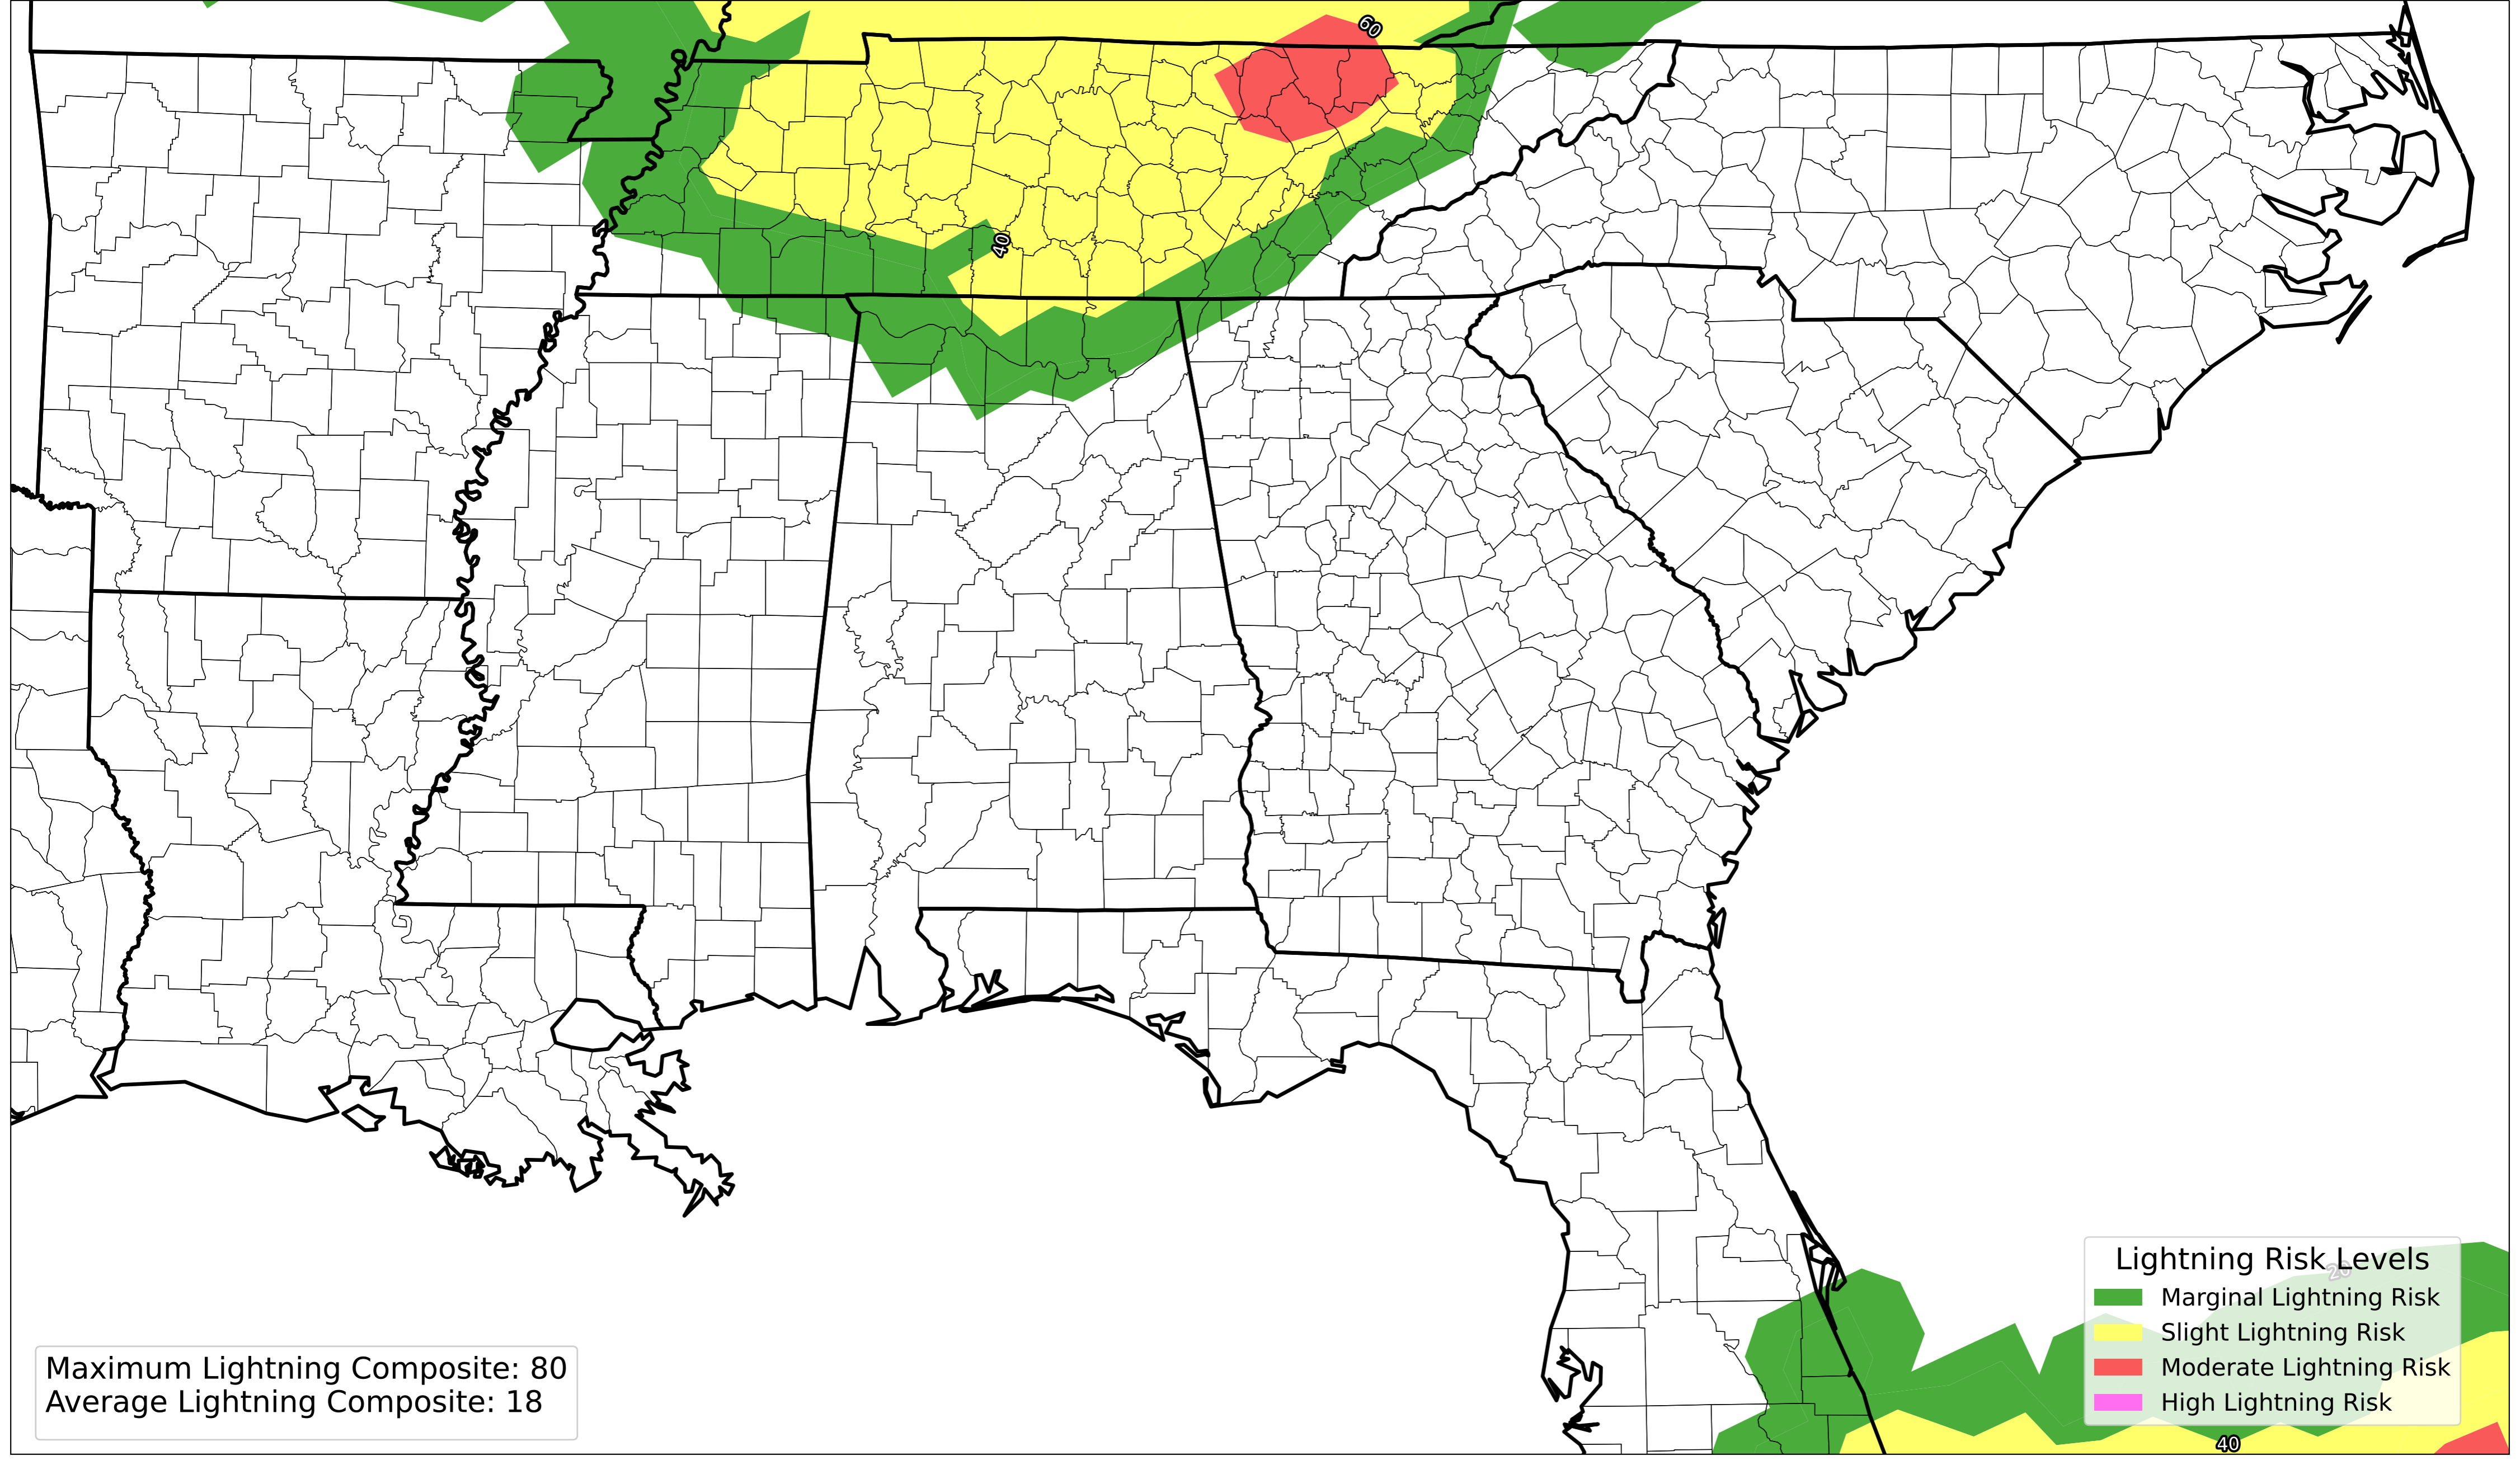 60
40
Lightning Risk Levels
20
Marginal Lightning Risk
Slight Lightning Risk
Moderate Lightning Risk
High Lightning Risk
Maximum Lightning Composite: 80
Average Lightning Composite: 18
40